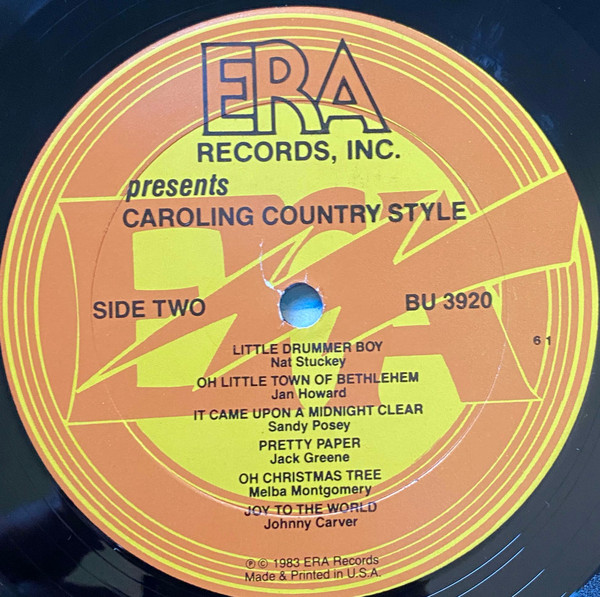 ERA
RECORDS, INC.
presents
CAROLING COUNTRY STYLE
ERA
SIDE TWO
BU 3920
61
LITTLE DRUMMER BOY
Nat Stuckey
OH LITTLE TOWN OF BETHLEHEM
Jan Howard
IT CAME UPON A MIDNIGHT CLEAR
Sandy Posey
PRETTY PAPER
Jack Greene
OH CHRISTMAS TREE
Melba Montgomery
JOY TO THE WORLD
Johnny Carver
℗ © 1983 ERA Records
Made & Printed in U.S.A.